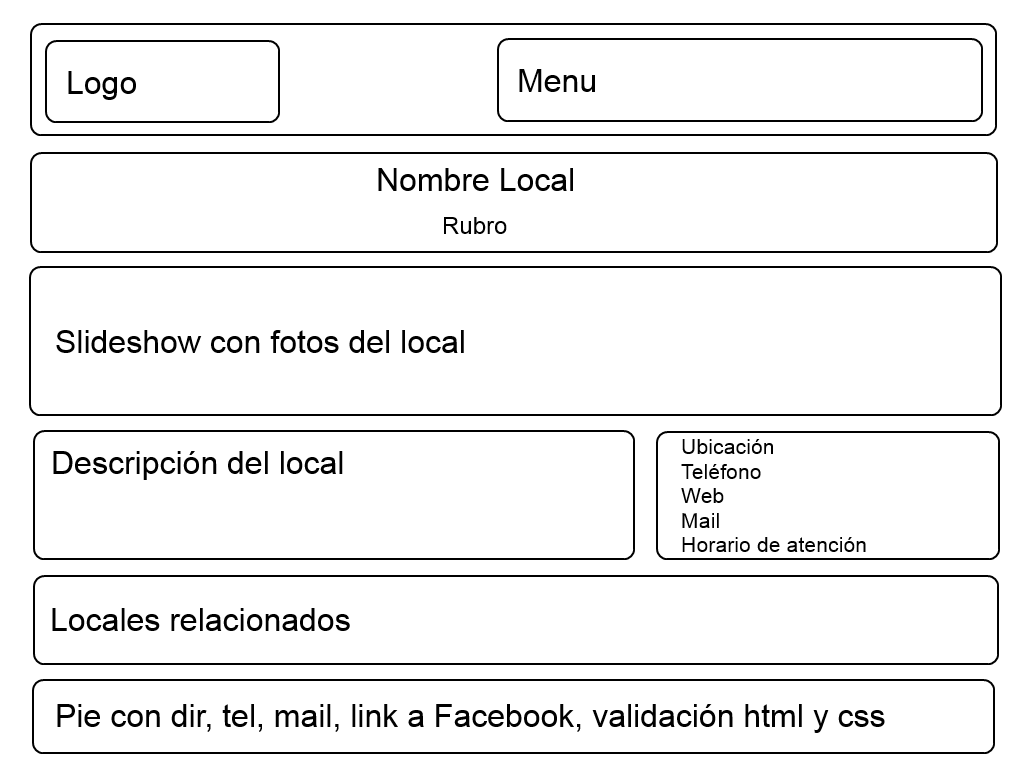 Logo
Menu
Nombre Local
Rubro
Slideshow con fotos del local
Descripción del local
Ubicación
Teléfono
Web
Mail
Horario de atención
Locales relacionados
Pie con dir, tel, mail, link a Facebook, validación html y css